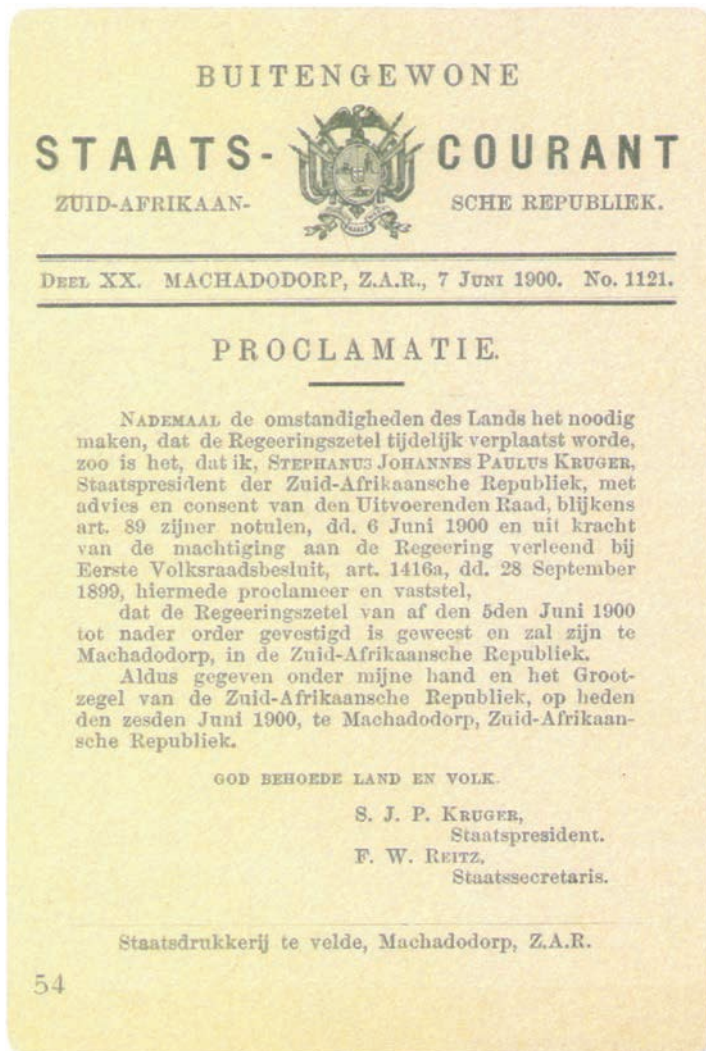 BUITENGEWONE
STAATS-COURANT
ZUID-AFRIKAAN-SCHE REPUBLIEK.
DEEL XX. MACHADODORP, Z.A.R., 7 JUNI 1900. No. 1121.
PROCLAMATIE.
NADEMAAL de omstandigheden des Lands het noodig
maken, dat de Regeeringszetel tijdelijk verplaatst worde,
zoo is het, dat ik, STEPHANUS JOHANNES PAULUS KRUGER,
Staatspresident der Zuid-Afrikaansche Republiek, met
advies en consent van den Uitvoerenden Raad, blijkens
art. 89 zijner notulen, dd. 6 Juni 1900 en uit kracht
van de machtiging aan de Regeering verleend bij
Eerste Volksraadsbesluit, art. 1416a, dd. 28 September
1899, hiermede proclameer en vaststel,
dat de Regeeringszetel van af den 5den Juni 1900
tot nader order gevestigd is geweest en zal zijn te
Machadodorp, in de Zuid-Afrikaansche Republiek.
Aldus gegeven onder mijne hand en het Groot-
zegel van de Zuid-Afrikaansche Republiek, op heden
den zesden Juni 1900, te Machadodorp, Zuid-Afrikaan-
sche Republiek.
GOD BEHOEDE LAND EN VOLK.
S. J. P. KRUGER,
Staatspresident.
F. W. REITZ,
Staatssecretaris.
Staatsdrukkerij te velde, Machadodorp, Z.A.R.
54